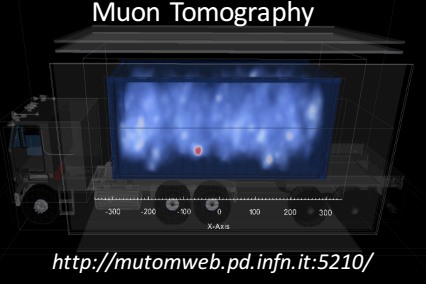 Muon Tomography
-300 -200 -100 0 100 200 300
X-Axis
http://mutomweb.pd.infn.it:5210/